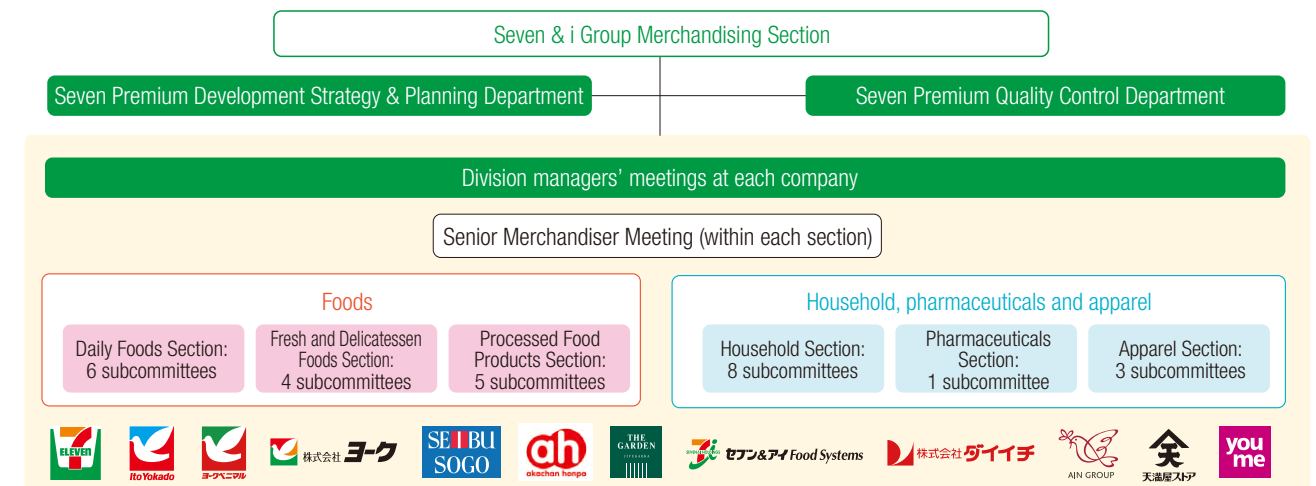 Seven & i Group Merchandising Section
Seven Premium Development Strategy & Planning Department
Seven Premium Quality Control Department
Division managers’ meetings at each company
Senior Merchandiser Meeting (within each section)
Foods
Daily Foods Section:
6 subcommittees
Fresh and Delicatessen
Foods Section:
4 subcommittees
Processed Food
Products Section:
5 subcommittees
Household, pharmaceuticals and apparel
Household Section:
8 subcommittees
Pharmaceuticals
Section:
1 subcommittee
Apparel Section:
3 subcommittees
7
ELEVEN
ItoYokado
ヨークベニマル
株式会社 ヨーク
SEIBU
SOGO
ah
akachan honpo
THE
GARDEN
セブン&アイ Food Systems
株式会社ダイイチ
AIN GROUP
天満屋ストア
you
me